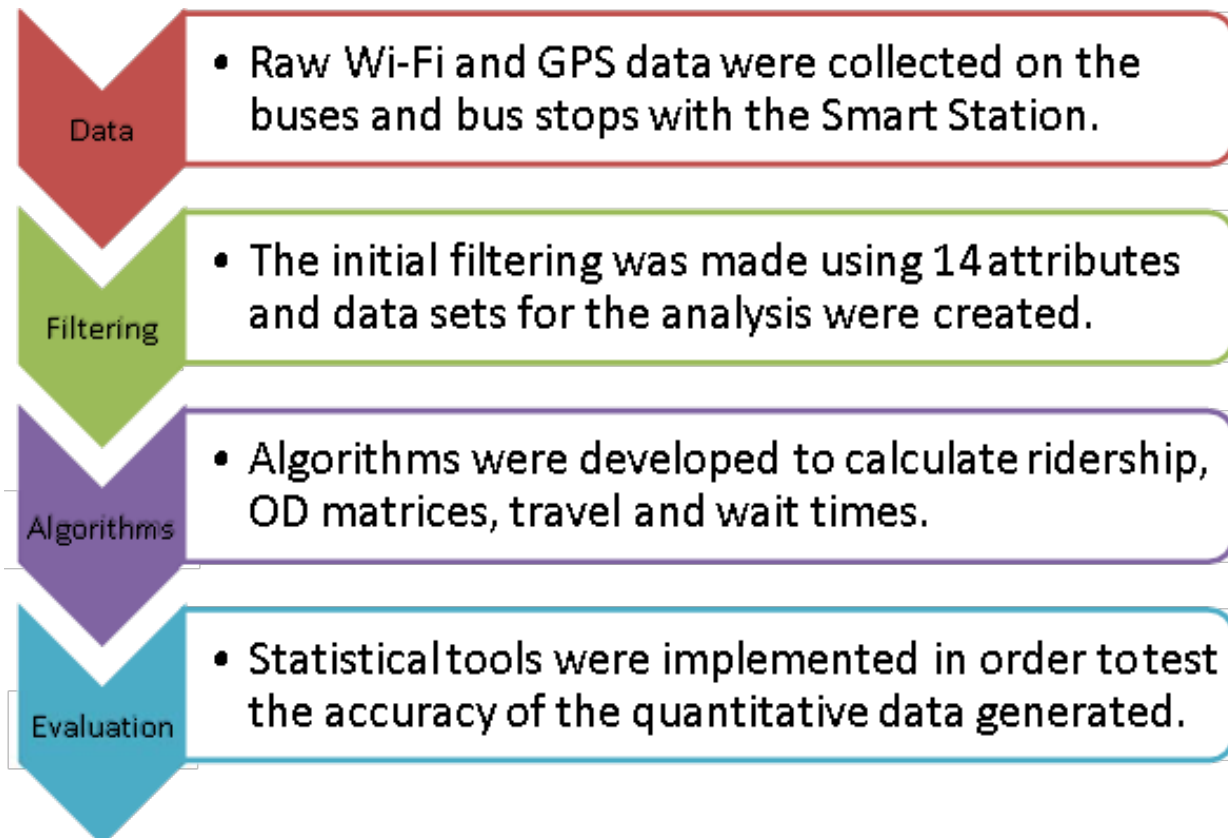 Data
• Raw Wi-Fi and GPS data were collected on the
buses and bus stops with the Smart Station.
Filtering
• The initial filtering was made using 14 attributes
and data sets for the analysis were created.
Algorithms
• Algorithms were developed to calculate ridership,
OD matrices, travel and wait times.
Evaluation
• Statistical tools were implemented in order to test
the accuracy of the quantitative data generated.